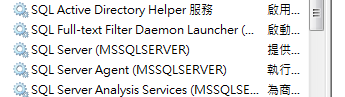 SQL Active Directory Helper 服務 啟用...
SQL Full-text Filter Daemon Launcher (... 啟動...
SQL Server (MSSQLSERVER) 提供...
SQL Server Agent (MSSQLSERVER) 執行...
SQL Server Analysis Services (MSSQLSE... 為商...